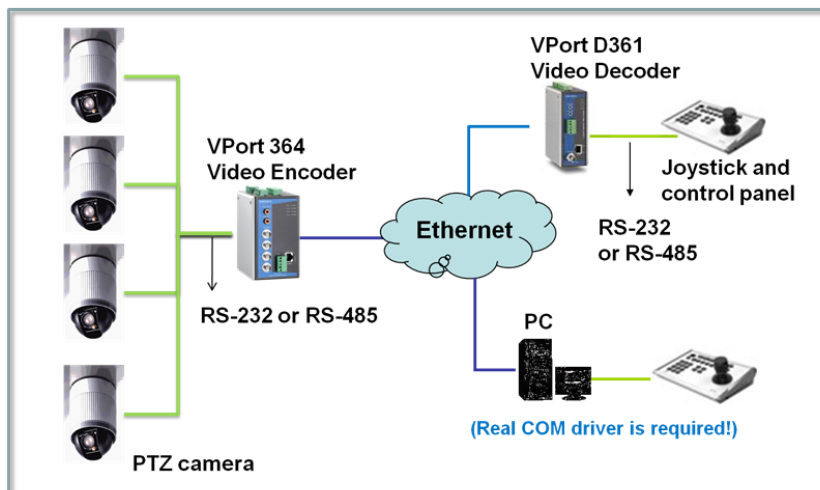 VPort D361
Video Decoder
VPort 364
Video Encoder
Joystick and
control panel
Ethernet
RS-232
or RS-485
RS-232 or RS-485
PC
(Real COM driver is required!)
PTZ camera